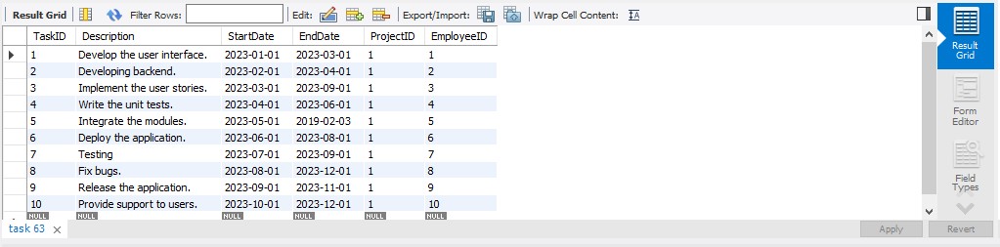 Result Grid Filter Rows: Edit: Export/Import: Wrap Cell Content: IA
TaskID Description StartDate EndDate ProjectID EmployeeID
1 Develop the user interface. 2023-01-01 2023-03-01 1 1
2 Developing backend. 2023-02-01 2023-04-01 1 2
3 Implement the user stories. 2023-03-01 2023-09-01 1 3
4 Write the unit tests. 2023-04-01 2023-06-01 1 4
5 Integrate the modules. 2023-05-01 2019-02-03 1 5
6 Deploy the application. 2023-06-01 2023-08-01 1 6
7 Testing 2023-07-01 2023-09-01 1 7
8 Fix bugs. 2023-08-01 2023-12-01 1 8
9 Release the application. 2023-09-01 2023-11-01 1 9
10 Provide support to users. 2023-10-01 2023-12-01 1 10
NULL NULL NULL NULL NULL NULL
Result
Grid
Form
Editor
Field
Types
task 63
Apply Revert